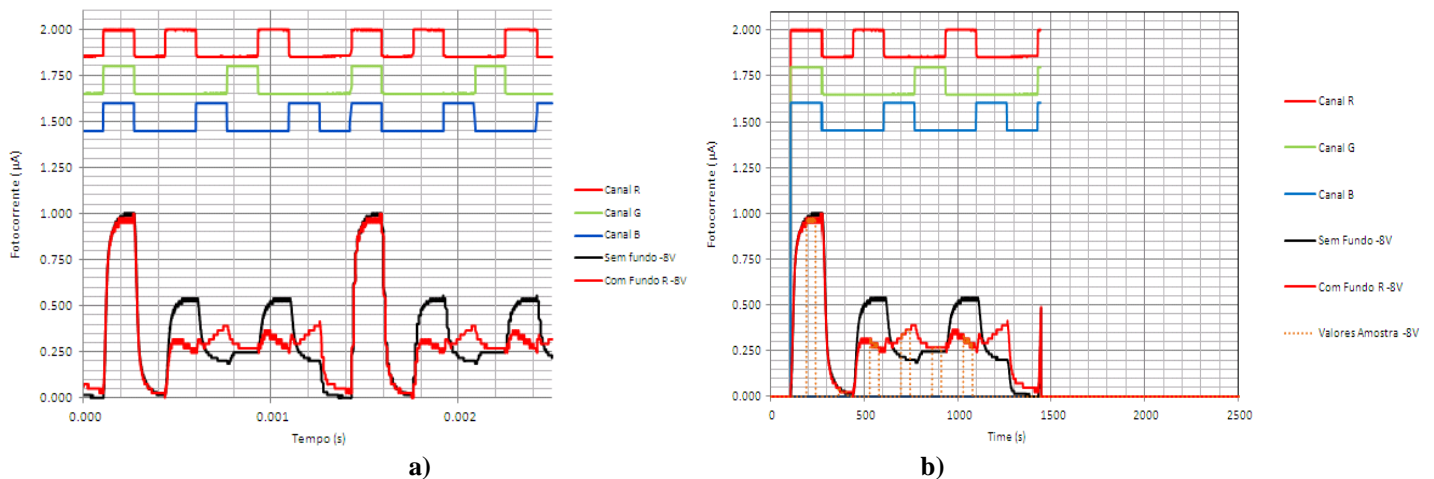 2.000
1.750
1.500
1.250
1.000
0.750
0.500
0.250
0.000
Fotocorrente (µA)
0.000
0.001
0.002
Tempo (s)
Canal R
Canal G
Canal B
Sem fundo -8V
Com Fundo R -8V
a)
2.000
1.750
1.500
1.250
1.000
0.750
0.500
0.250
0.000
Fotocorrente (µA)
0
500
1000
1500
2000
2500
Time (s)
Canal R
Canal G
Canal B
Sem Fundo -8V
Com Fundo R -8V
Valores Amostra -8V
b)